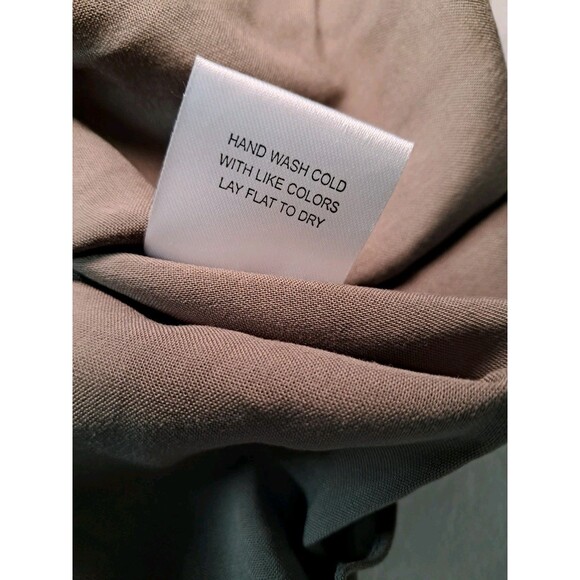 HAND WASH COLD
WITH LIKE COLORS
LAY FLAT TO DRY